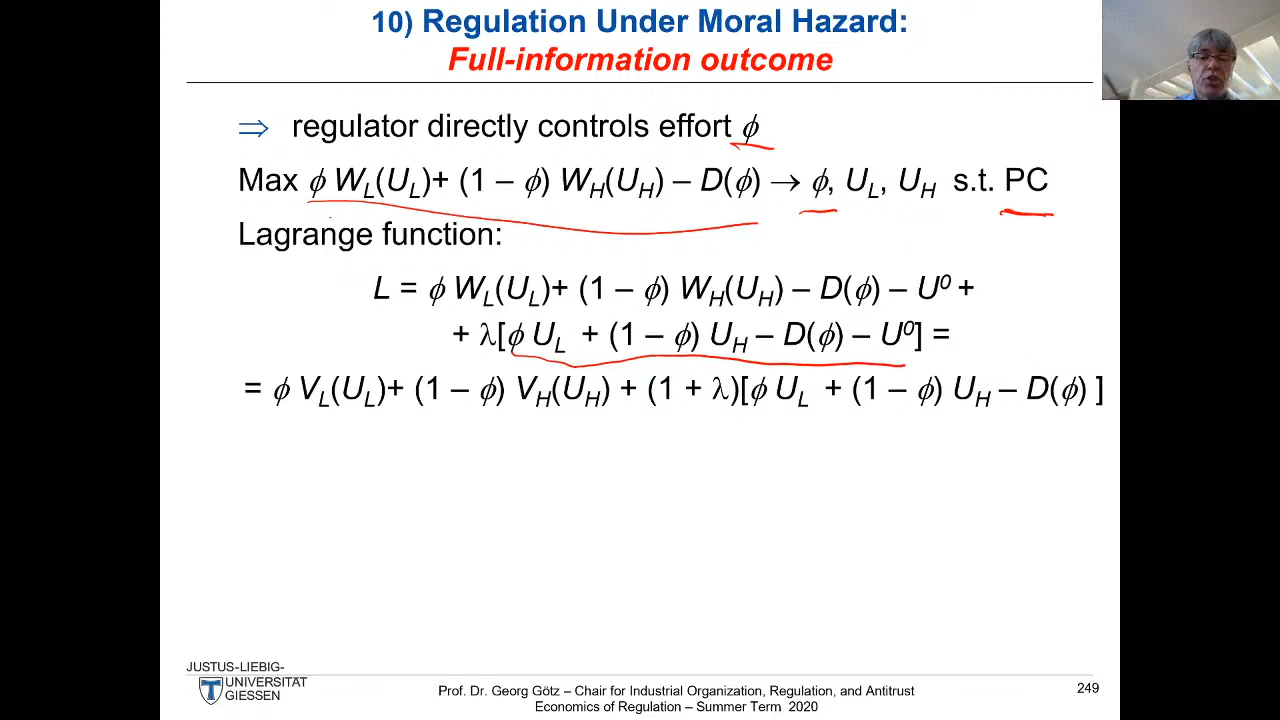 10) Regulation Under Moral Hazard:
Full-information outcome
⇒ regulator directly controls effort ϕ
Max ϕ W_L(U_L)+ (1 – ϕ) W_H(U_H) – D(ϕ) → ϕ, U_L, U_H s.t. PC
Lagrange function:
L = ϕ W_L(U_L)+ (1 – ϕ) W_H(U_H) – D(ϕ) – U⁰ +
+ λ[ϕ U_L + (1 – ϕ) U_H – D(ϕ) – U⁰] =
= ϕ V_L(U_L)+ (1 – ϕ) V_H(U_H) + (1 + λ)[ϕ U_L + (1 – ϕ) U_H – D(ϕ) ]
JUSTUS-LIEBIG-
UNIVERSITÄT
GIESSEN
Prof. Dr. Georg Götz – Chair for Industrial Organization, Regulation, and Antitrust
Economics of Regulation – Summer Term 2020
249